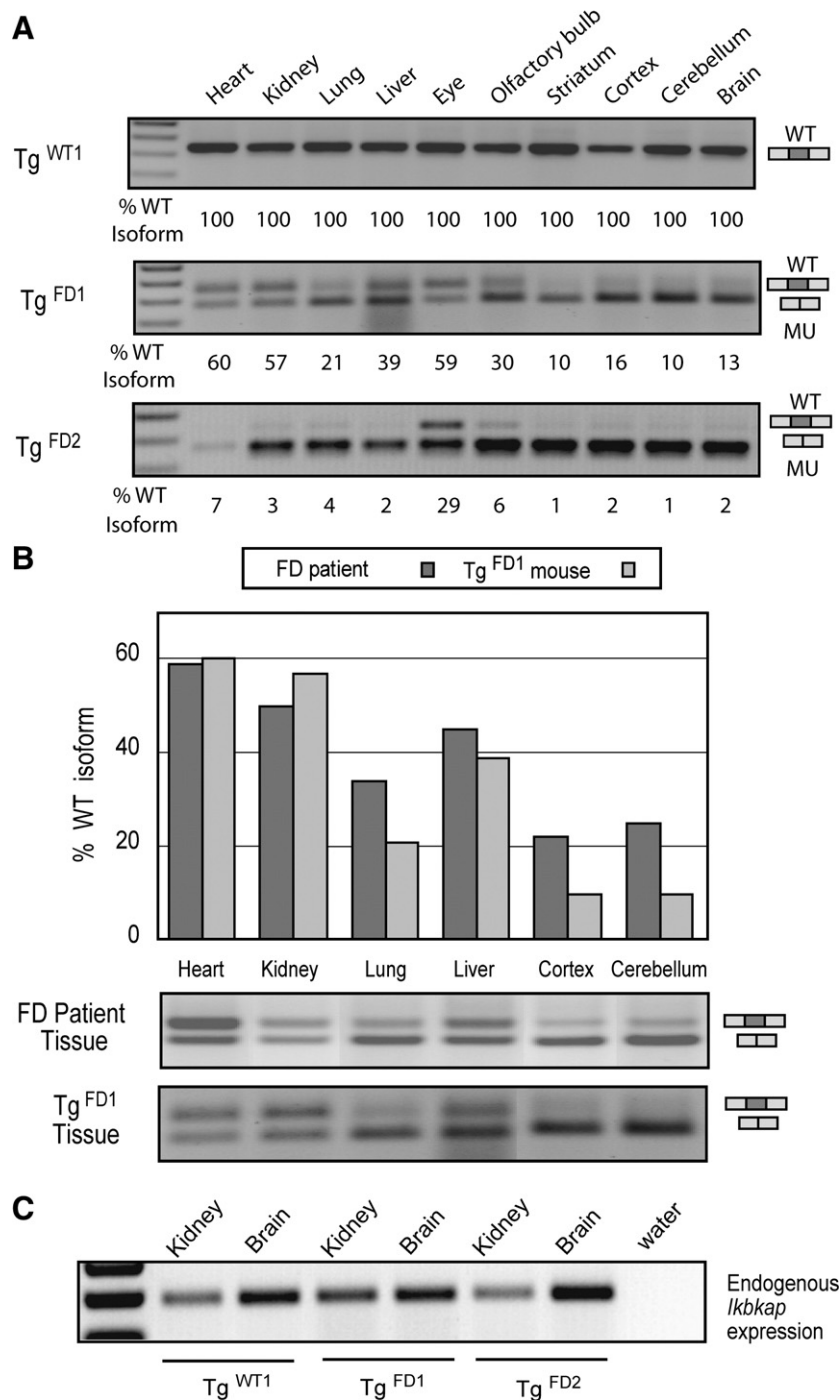 A
Heart Kidney Lung Liver Eye Olfactory bulb Striatum Cortex Cerebellum Brain
Tg WT1
WT
% WT Isoform
100 100 100 100 100 100 100 100 100 100
Tg FD1
WT
MU
% WT Isoform
60 57 21 39 59 30 10 16 10 13
Tg FD2
WT
MU
% WT Isoform
7 3 4 2 29 6 1 2 1 2
B
FD patient Tg FD1 mouse
% WT isoform
60
40
20
0
Heart Kidney Lung Liver Cortex Cerebellum
FD Patient
Tissue
Tg FD1
Tissue
C
Kidney Brain Kidney Brain Kidney Brain water
Endogenous
Ikbkap
expression
Tg WT1 Tg FD1 Tg FD2